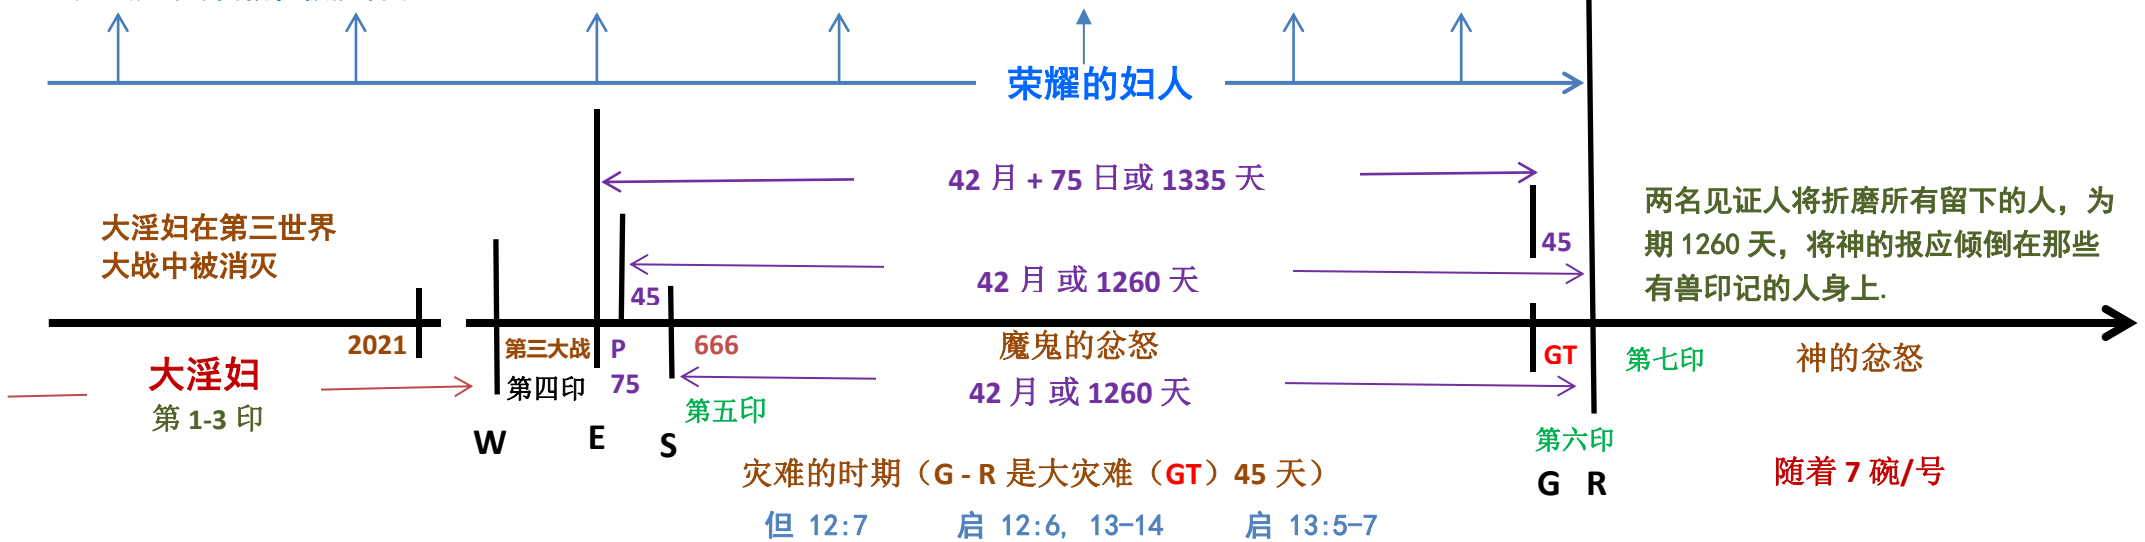 荣耀的妇人
42 月 + 75 日或 1335 天
大淫妇在第三世界
大战中被消灭
两名见证人将折磨所有留下的人，为
期 1260 天，将神的报应倾倒在那些
有兽印记的人身上.
45
42 月 或 1260 天
45
2021
第三大战
P
666
魔鬼的忿怒
GT
第七印
神的忿怒
大淫妇
第四印
75
42 月 或 1260 天
第 1-3 印
第五印
W
E
S
第六印
灾难的时期（G - R 是大灾难（GT）45 天）
G R
随着 7 碗/号
但 12:7
启 12:6, 13-14
启 13:5-7